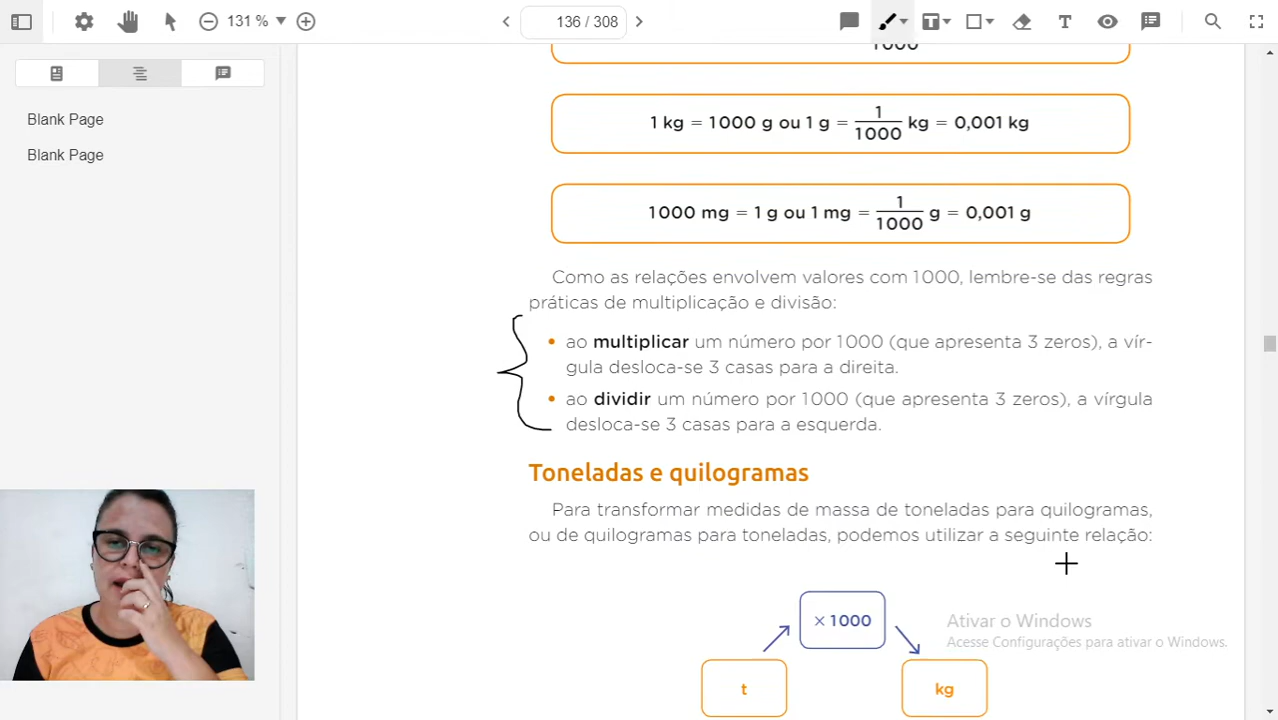 131 %
136 / 308
Blank Page
Blank Page
1000
1 kg = 1000 g ou 1 g = 1/1000 kg = 0,001 kg
1000 mg = 1 g ou 1 mg = 1/1000 g = 0,001 g
Como as relações envolvem valores com 1000, lembre-se das regras
práticas de multiplicação e divisão:
• ao multiplicar um número por 1000 (que apresenta 3 zeros), a vír-
gula desloca-se 3 casas para a direita.
• ao dividir um número por 1000 (que apresenta 3 zeros), a vírgula
desloca-se 3 casas para a esquerda.
Toneladas e quilogramas
Para transformar medidas de massa de toneladas para quilogramas,
ou de quilogramas para toneladas, podemos utilizar a seguinte relação:
× 1000
Ativar o Windows
Acesse Configurações para ativar o Windows.
t
kg